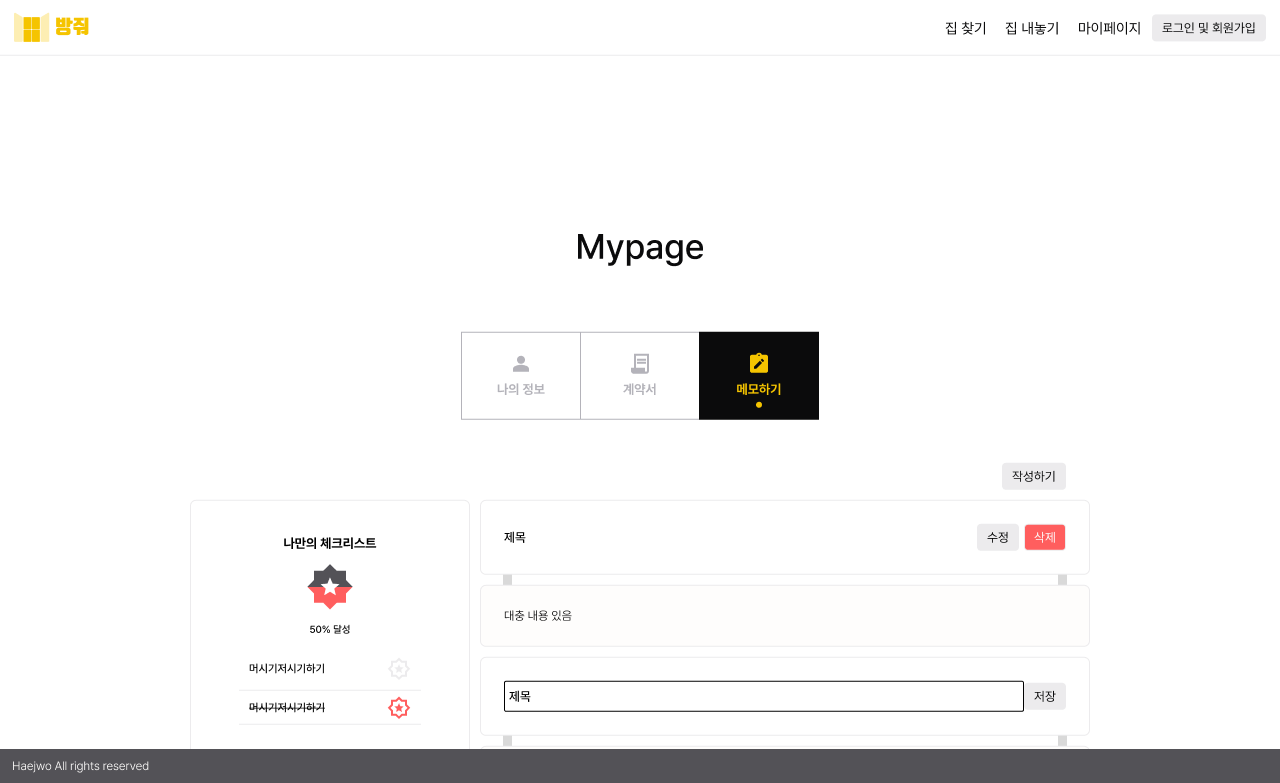 방줘
집 찾기
집 내놓기
마이페이지
로그인 및 회원가입
Mypage
나의 정보
계약서
메모하기
작성하기
나만의 체크리스트
50% 달성
머시기저시기하기
머시기저시기하기
제목
수정
삭제
대충 내용 있음
제목
저장
Haejwo All rights reserved